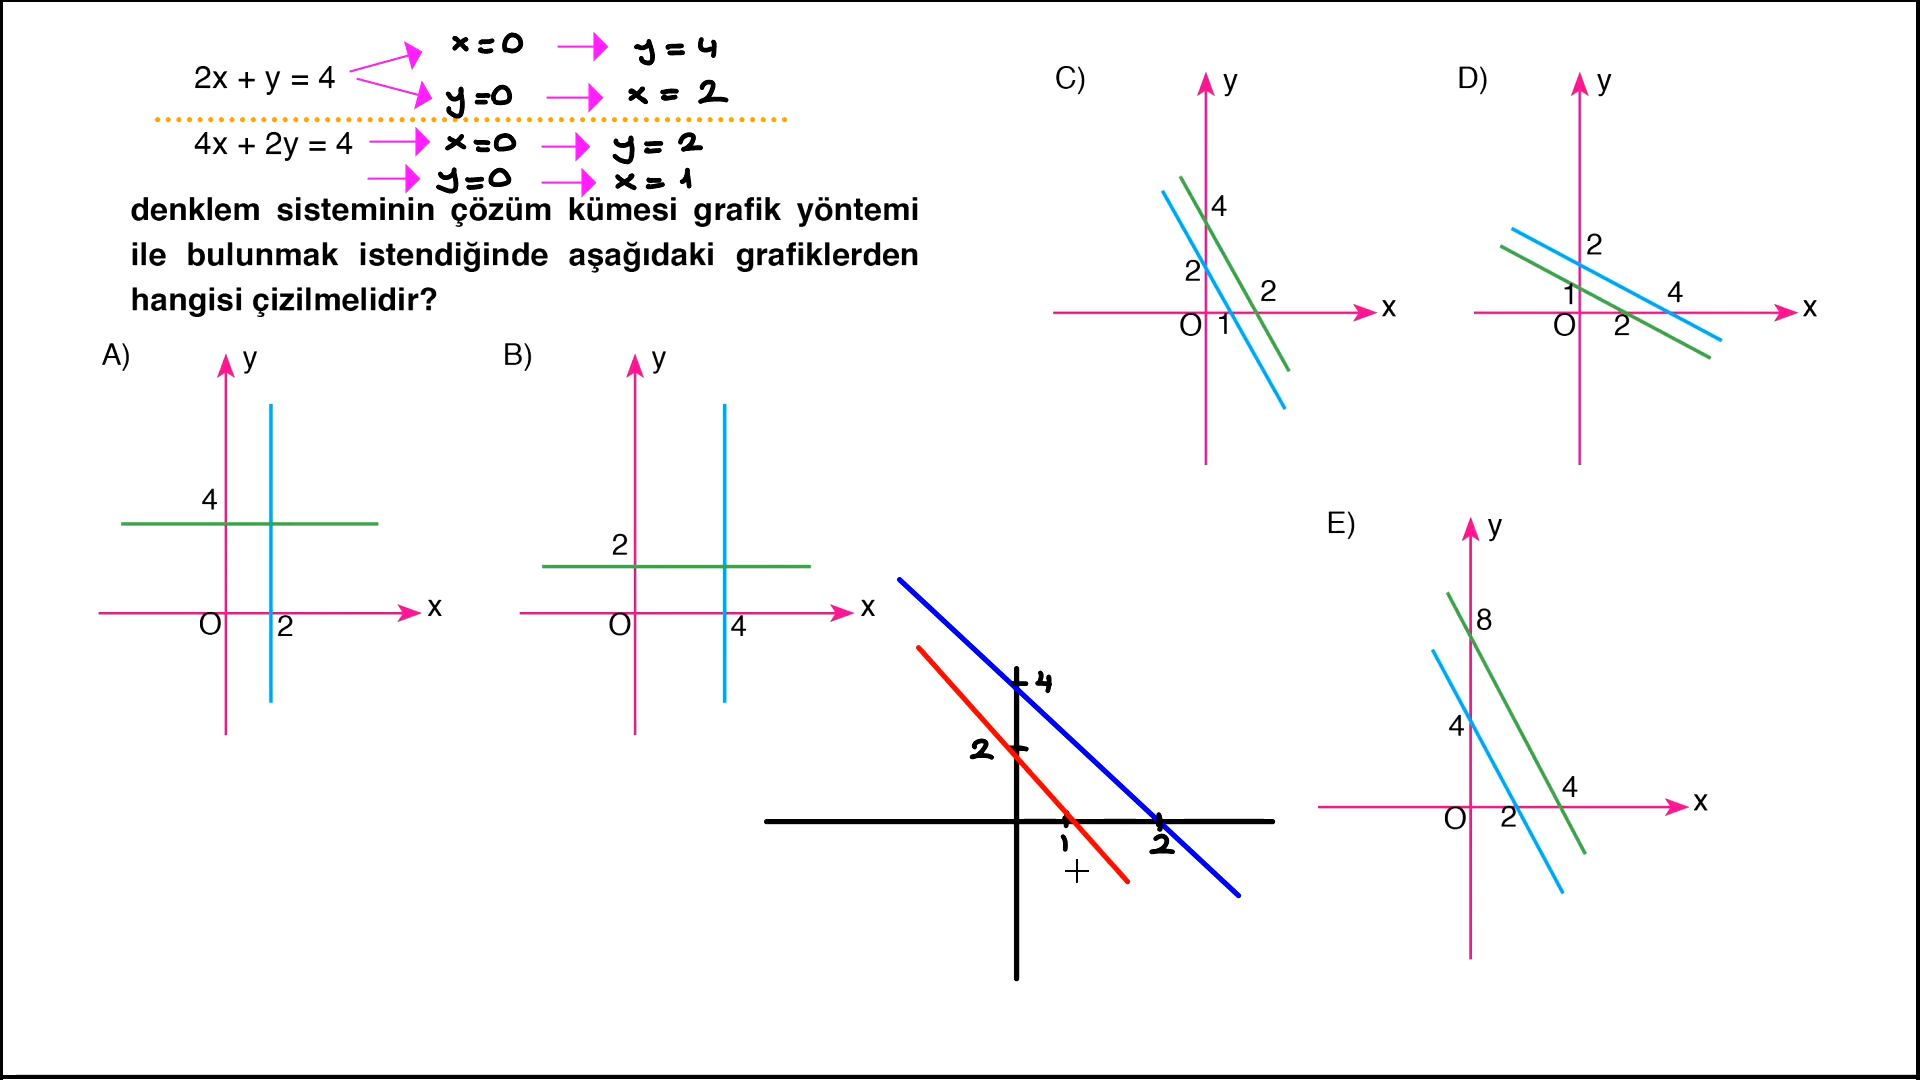 2x + y = 4 x = 0 y = 4
y = 0 x = 2
4x + 2y = 4 x = 0 y = 2
y = 0 x = 1
denklem sisteminin çözüm kümesi grafik yöntemi
ile bulunmak istendiğinde aşağıdaki grafiklerden
hangisi çizilmelidir?
A) y
4
O 2 x
B) y
2
O 4 x
C) y
4
2 2
O 1 x
D) y
2
1 4
O 2 x
E) y
8
4 4
O 2 x
4
2
1 2